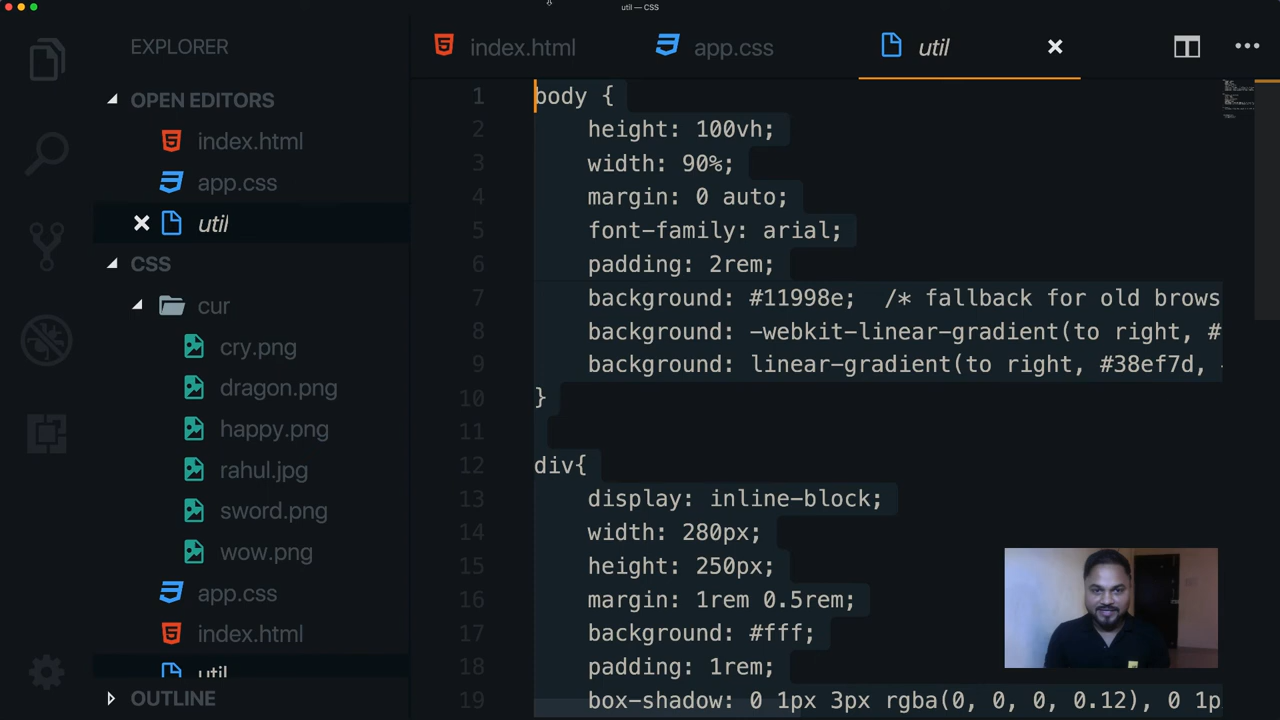 util — CSS
EXPLORER
index.html
app.css
util
OPEN EDITORS
index.html
app.css
util
CSS
cur
cry.png
dragon.png
happy.png
rahul.jpg
sword.png
wow.png
app.css
index.html
util
OUTLINE
1 body {
2 height: 100vh;
3 width: 90%;
4 margin: 0 auto;
5 font-family: arial;
6 padding: 2rem;
7 background: #11998e; /* fallback for old brows
8 background: -webkit-linear-gradient(to right, #
9 background: linear-gradient(to right, #38ef7d,
10 }
11
12 div{
13 display: inline-block;
14 width: 280px;
15 height: 250px;
16 margin: 1rem 0.5rem;
17 background: #fff;
18 padding: 1rem;
19 box-shadow: 0 1px 3px rgba(0, 0, 0, 0.12), 0 1p